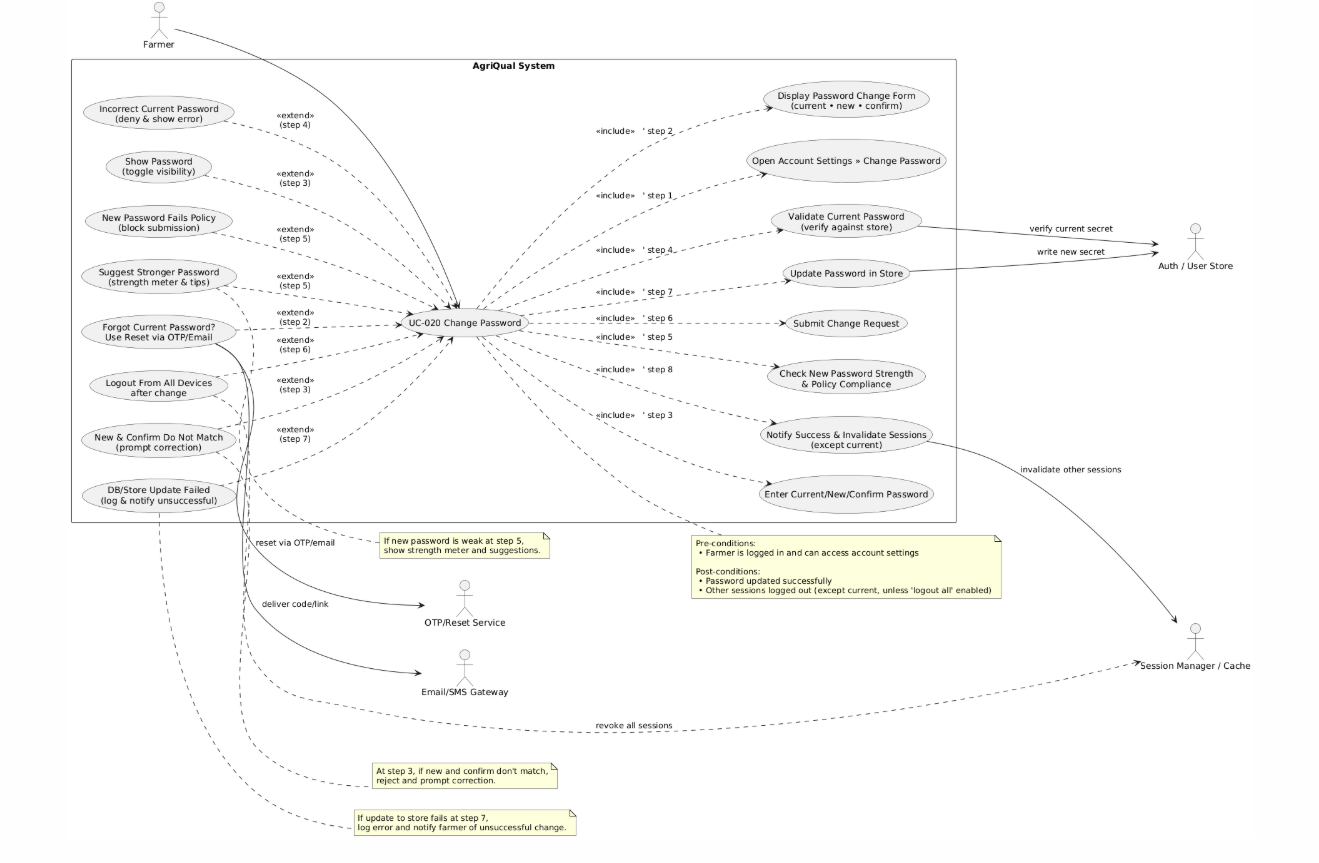 Farmer
AgriQual System
Incorrect Current Password
(deny & show error)
Show Password
(toggle visibility)
New Password Fails Policy
(block submission)
Suggest Stronger Password
(strength meter & tips)
Forgot Current Password?
Use Reset via OTP/Email
Logout From All Devices
after change
New & Confirm Do Not Match
(prompt correction)
DB/Store Update Failed
(log & notify unsuccessful)
«extend»
(step 4)
«extend»
(step 3)
«extend»
(step 5)
«extend»
(step 5)
«extend»
(step 2)
«extend»
(step 6)
«extend»
(step 3)
«extend»
(step 7)
UC-020 Change Password
«include» ' step 2
«include» ' step 1
«include» ' step 4
«include» ' step 7
«include» ' step 6
«include» ' step 5
«include» ' step 8
«include» ' step 3
Display Password Change Form
(current • new • confirm)
Open Account Settings » Change Password
Validate Current Password
(verify against store)
Update Password in Store
Submit Change Request
Check New Password Strength
& Policy Compliance
Notify Success & Invalidate Sessions
(except current)
Enter Current/New/Confirm Password
verify current secret
write new secret
Auth / User Store
invalidate other sessions
If new password is weak at step 5,
show strength meter and suggestions.
Pre-conditions:
• Farmer is logged in and can access account settings
Post-conditions:
• Password updated successfully
• Other sessions logged out (except current, unless 'logout all' enabled)
reset via OTP/email
OTP/Reset Service
deliver code/link
Email/SMS Gateway
Session Manager / Cache
revoke all sessions
At step 3, if new and confirm don't match,
reject and prompt correction.
If update to store fails at step 7,
log error and notify farmer of unsuccessful change.